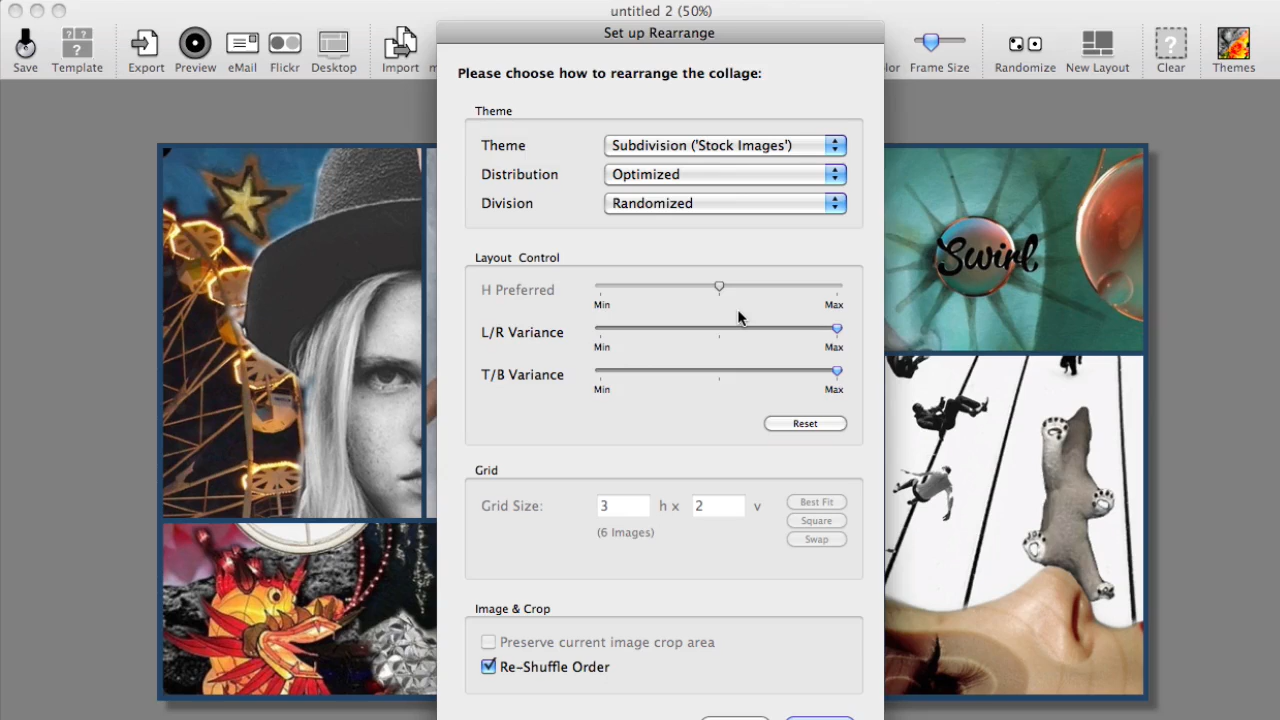 untitled 2 (50%)
Set up Rearrange
Save
Template
Export
Preview
eMail
Flickr
Desktop
Import
Frame Size
Randomize
New Layout
Clear
Themes
Please choose how to rearrange the collage:
Theme
Theme
Subdivision ('Stock Images')
Distribution
Optimized
Division
Randomized
Layout Control
H Preferred
Min
Max
L/R Variance
Min
Max
T/B Variance
Min
Max
Reset
Grid
Grid Size:
3
h x
2
v
Best Fit
Square
Swap
(6 Images)
Image & Crop
Preserve current image crop area
Re-Shuffle Order
Swirl